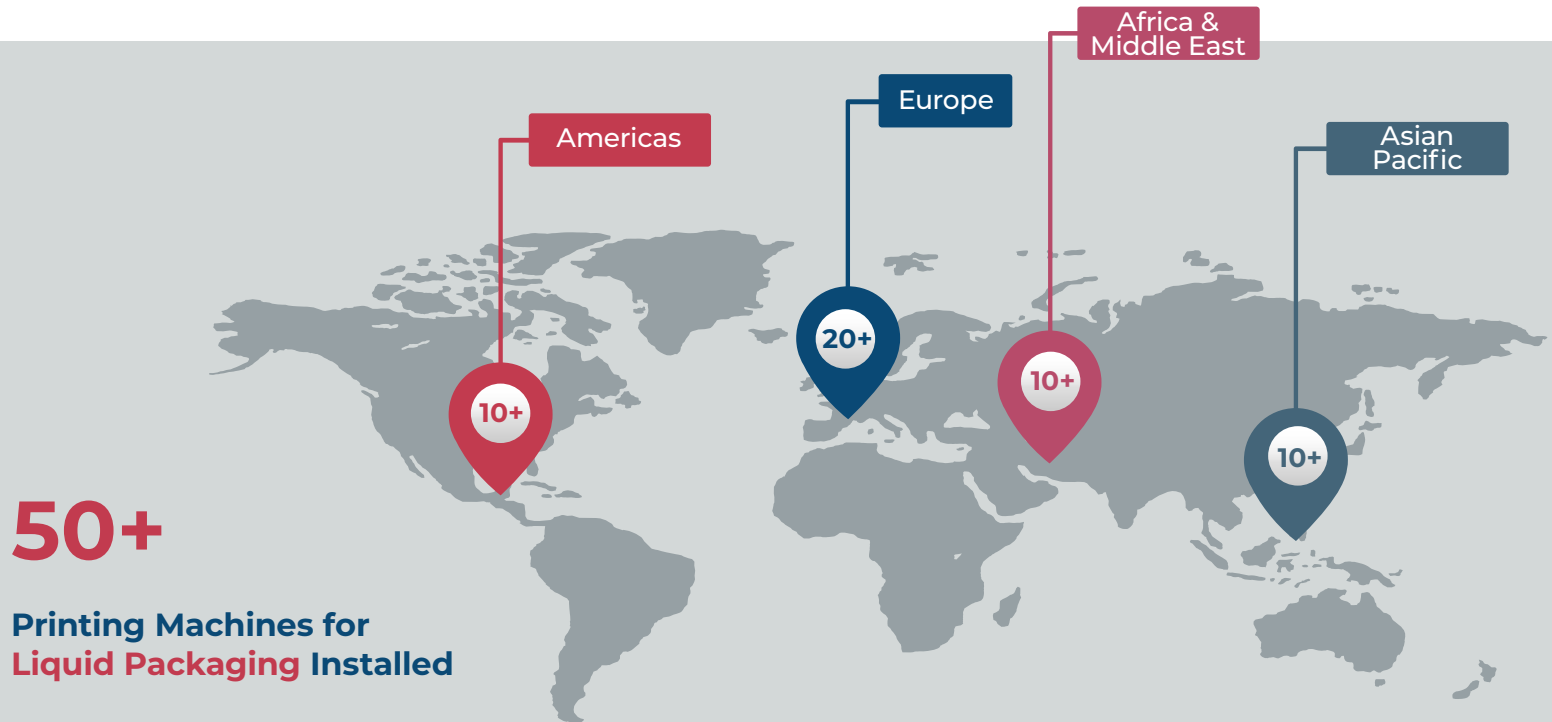 Africa &
Middle East
Europe
Americas
Asian
Pacific
20+
10+
10+
10+
50+
Printing Machines for
Liquid Packaging Installed